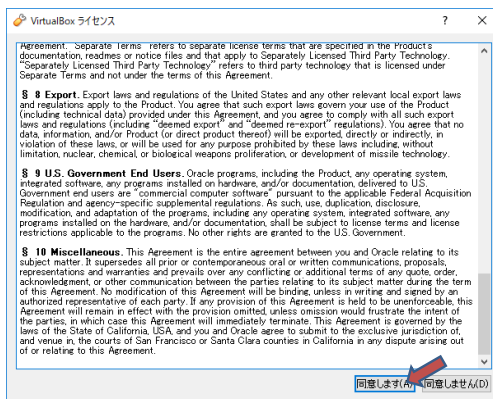 VirtualBox ライセンス
Agreement. "Separate Terms" refers to separate license terms that are specified in the Product's
documentation, readmes or notice files and that apply to Separately Licensed Third Party Technology.
"Separately Licensed Third Party Technology" refers to third party technology that is licensed under
Separate Terms and not under the terms of this Agreement.
§ 8 Export. Export laws and regulations of the United States and any other relevant local export laws
and regulations apply to the Product. You agree that such export laws govern your use of the Product
(including technical data) provided under this Agreement, and you agree to comply with all such export
laws and regulations (including "deemed export" and "deemed re-export" regulations). You agree that no
data, information, and/or Product (or direct product thereof) will be exported, directly or indirectly, in
violation of these laws, or will be used for any purpose prohibited by these laws including, without
limitation, nuclear, chemical, or biological weapons proliferation, or development of missile technology.
§ 9 U.S. Government End Users. Oracle programs, including the Product, any operating system,
integrated software, any programs installed on hardware, and/or documentation, delivered to U.S.
Government end users are "commercial computer software" pursuant to the applicable Federal Acquisition
Regulation and agency-specific supplemental regulations. As such, use, duplication, disclosure,
modification, and adaptation of the programs, including any operating system, integrated software, any
programs installed on the hardware, and/or documentation, shall be subject to license terms and license
restrictions applicable to the programs. No other rights are granted to the U.S. Government.
§ 10 Miscellaneous. This Agreement is the entire agreement between you and Oracle relating to its
subject matter. It supersedes all prior or contemporaneous oral or written communications, proposals,
representations and warranties and prevails over any conflicting or additional terms of any quote, order,
acknowledgment, or other communication between the parties relating to its subject matter during the term
of this Agreement. No modification of this Agreement will be binding, unless in writing and signed by an
authorized representative of each party. If any provision of this Agreement is held to be unenforceable, this
Agreement will remain in effect with the provision omitted, unless omission would frustrate the intent of
the parties, in which case this Agreement will immediately terminate. This Agreement is governed by the
laws of the State of California, USA, and you and Oracle agree to submit to the exclusive jurisdiction of,
and venue in, the courts of San Francisco or Santa Clara counties in California in any dispute arising out
of or relating to this Agreement.
同意します(A) 同意しません(D)